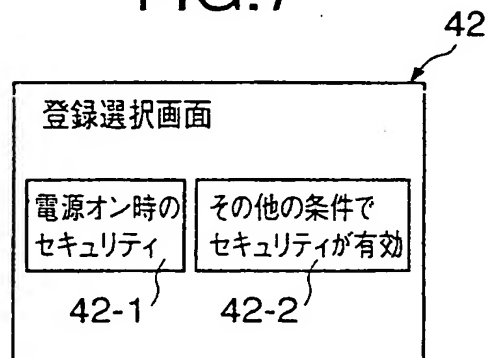 FIG.7
42
登録選択画面
電源オン時の
セキュリティ
その他の条件で
セキュリティが有効
42-1
42-2